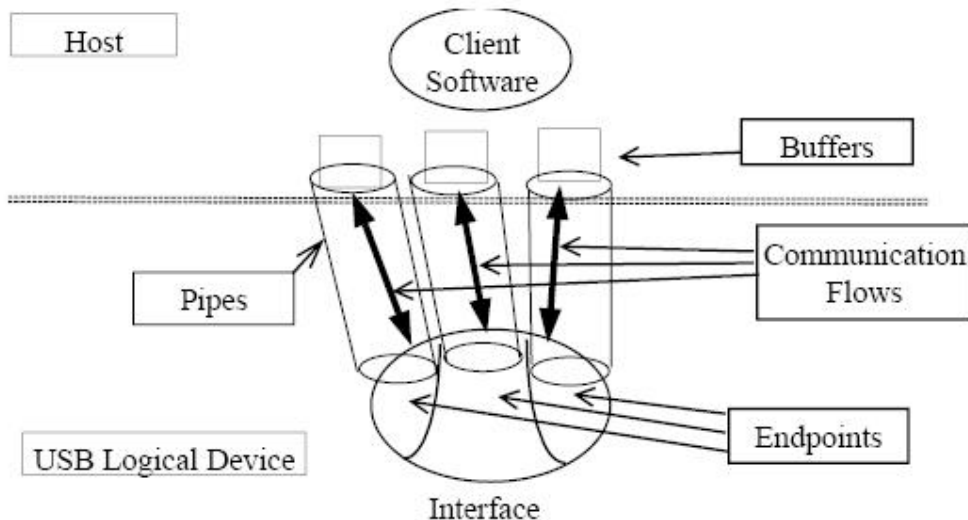 Host
Client
Software
Buffers
Communication
Flows
Pipes
Endpoints
USB Logical Device
Interface